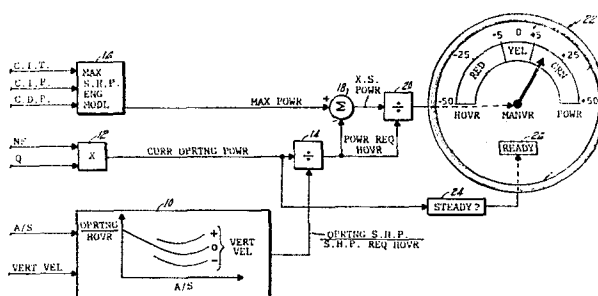 C.I.T.
C.I.P.
C.D.P.
16
MAX
S.H.P.
ENG
MODL
MAX POWR
+
18
Σ
X.S. POWR
20
÷
22
-50
-25
-5
0
+5
+25
+50
RED
YEL
GRN
HOVR
MANVR
POWR
READY
NF
Q
12
X
CURR OPRTNG POWR
14
÷
POWR REQ
HOVR
24
STEADY?
A/S
VERT VEL
10
OPRTNG
HOVR
+
0
-
VERT
VEL
A/S
OPRTNG S.H.P.
S.H.P. REQ HOVR